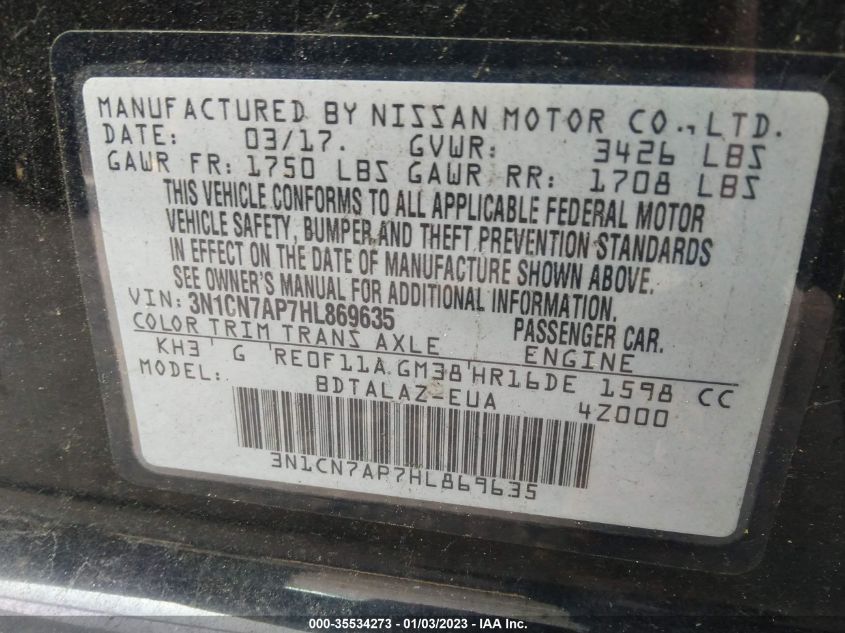 MANUFACTURED BY NISSAN MOTOR CO., LTD.
DATE: 03/17. GVWR: 3426 LBS
GAWR FR: 1750 LBS GAWR RR: 1708 LBS
THIS VEHICLE CONFORMS TO ALL APPLICABLE FEDERAL MOTOR
VEHICLE SAFETY, BUMPER, AND THEFT PREVENTION STANDARDS
IN EFFECT ON THE DATE OF MANUFACTURE SHOWN ABOVE.
SEE OWNER'S MANUAL FOR ADDITIONAL INFORMATION.
VIN: 3N1CN7AP7HL869635 PASSENGER CAR.
COLOR TRIM TRANS AXLE ENGINE
KH3 G RE0F11A GM38 HR16DE 1598 CC
MODEL: BDTALAZ-EUA 4Z000
3N1CN7AP7HL869635
000-35534273 - 01/03/2023 - IAAI.com